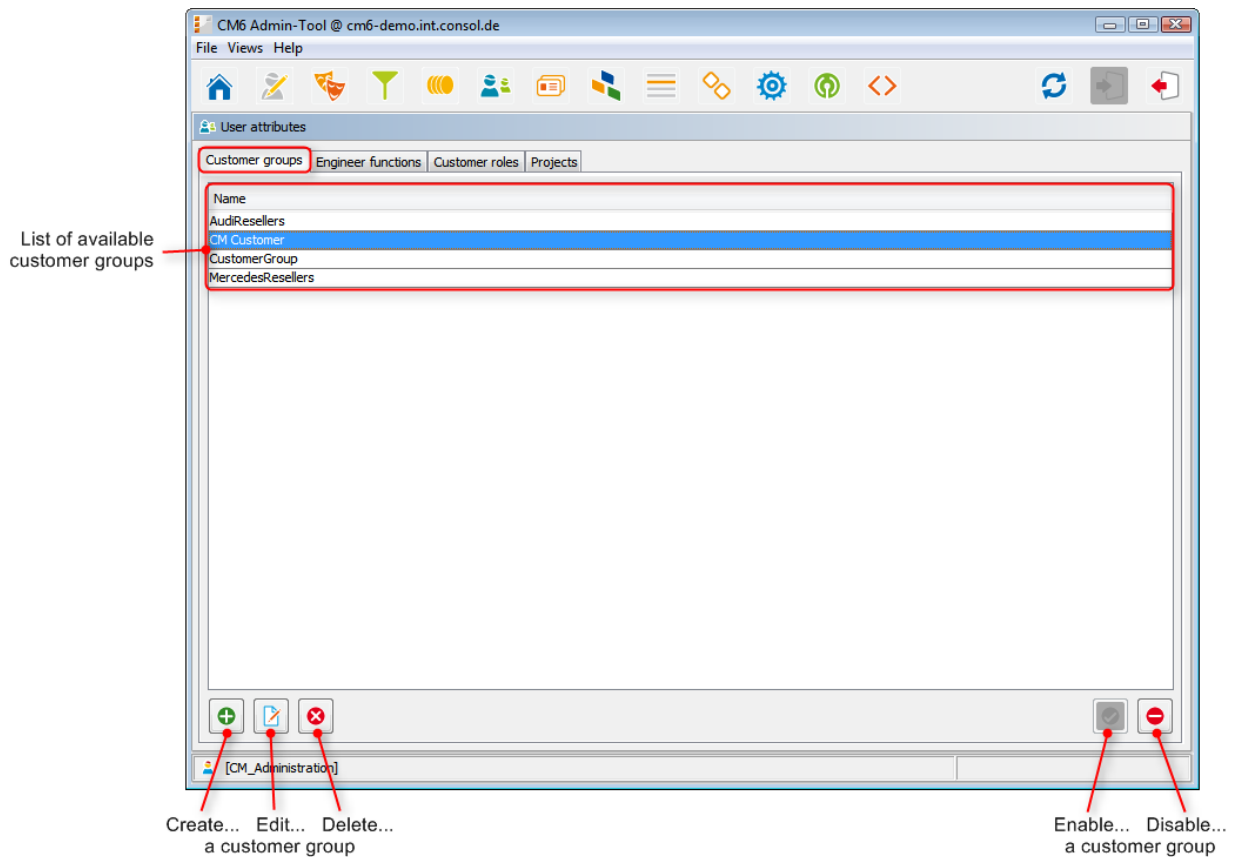 CM6 Admin-Tool @ cm6-demo.int.consol.de
File Views Help
User attributes
Customer groups Engineer functions Customer roles Projects
Name
AudiResellers
CM Customer
CustomerGroup
MercedesResellers
List of available
customer groups
[CM_Administration]
Create... Edit... Delete...
a customer group
Enable... Disable...
a customer group